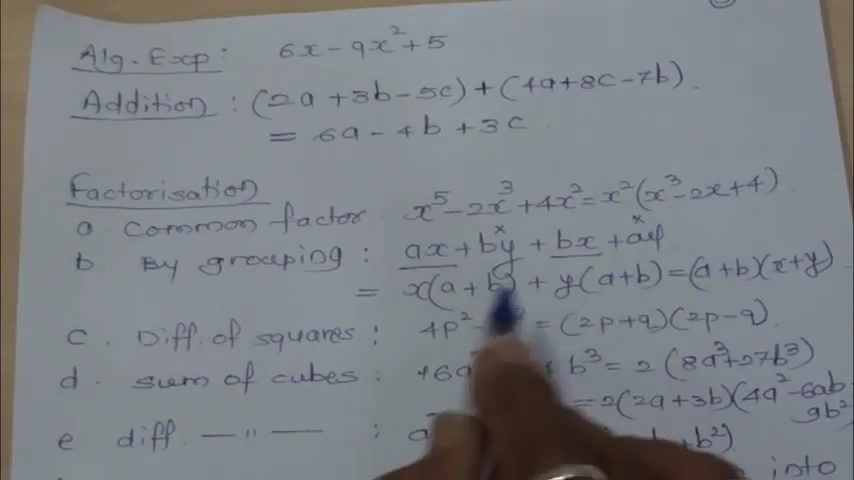 Alg. Exp: 6x - 9x² + 5
Addition : (2a + 3b - 5c) + (4a + 8c - 7b).
= 6a - 4b + 3c.
Factorisation
a common factor x⁵ - 2x³ + 4x² = x²(x³ - 2x + 4).
b By grouping : ax + by + bx + ay
= x(a + b) + y(a + b) = (a + b)(x + y)
c. Diff. of squares : 4p² = (2p + q)(2p - q).
d. sum of cubes : 16a b³ = 2 (8a³ + 27b³)
= 2(2a + 3b)(4a² - 6ab
9b²
e diff. — " — : a b²)
into